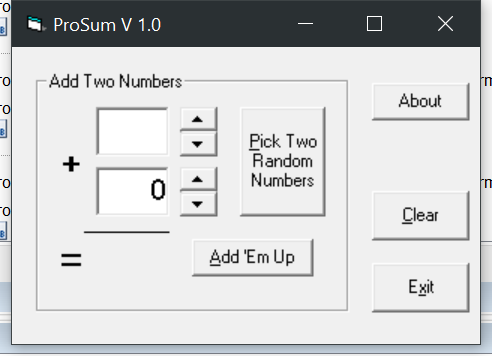 ProSum V 1.0
Add Two Numbers
+
0
=
Pick Two
Random
Numbers
Add 'Em Up
About
Clear
Exit